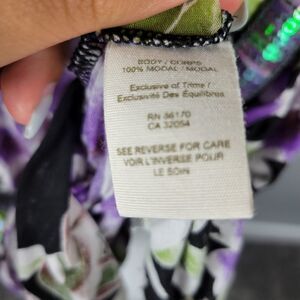 BODY / CORPS
100% MODAL / MODAL
Exclusive of Trims /
Exclusivité Des Équilibres
RN 86170
CA 32054
SEE REVERSE FOR CARE
VOIR L'INVERSE POUR
LE SOIN